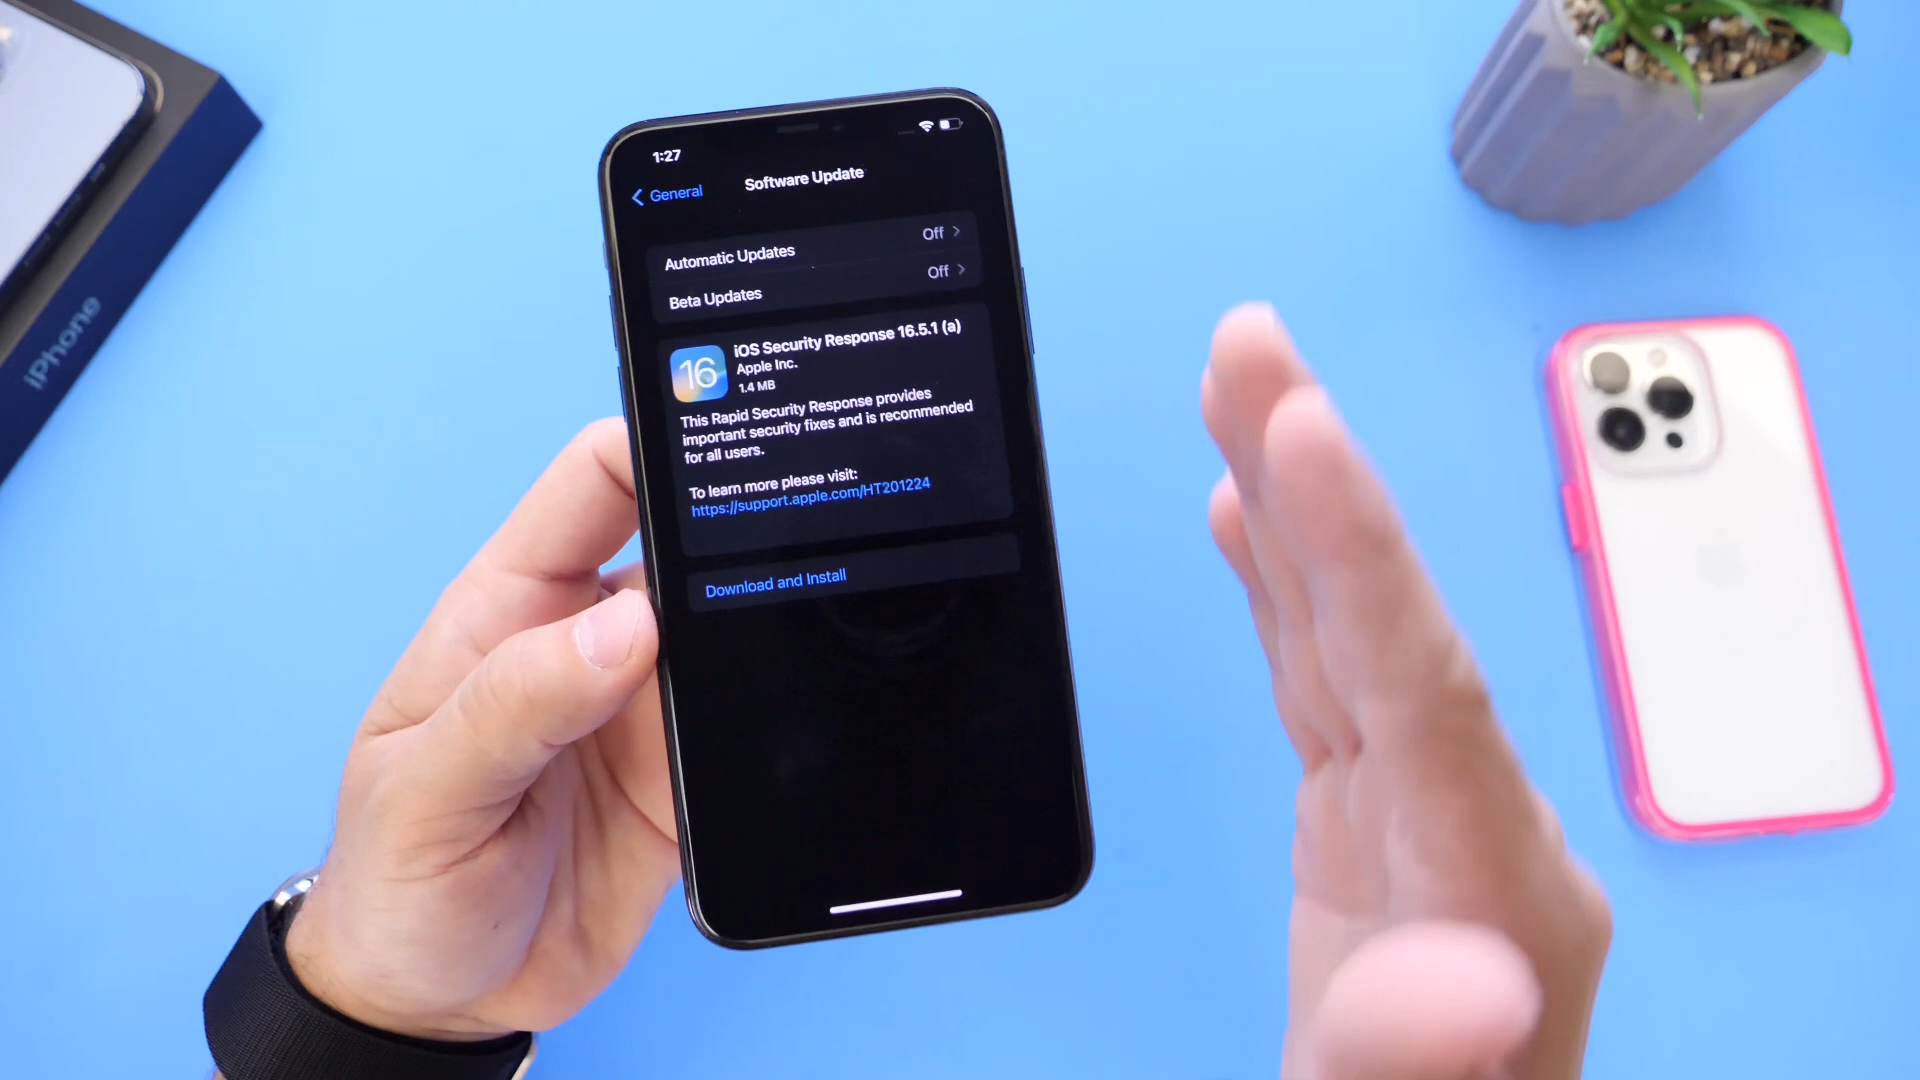 1:27
General
Software Update
Automatic Updates
Off
Beta Updates
Off
16
iOS Security Response 16.5.1 (a)
Apple Inc.
1.4 MB
This Rapid Security Response provides
important security fixes and is recommended
for all users.
To learn more please visit:
https://support.apple.com/HT201224
Download and Install
iPhone